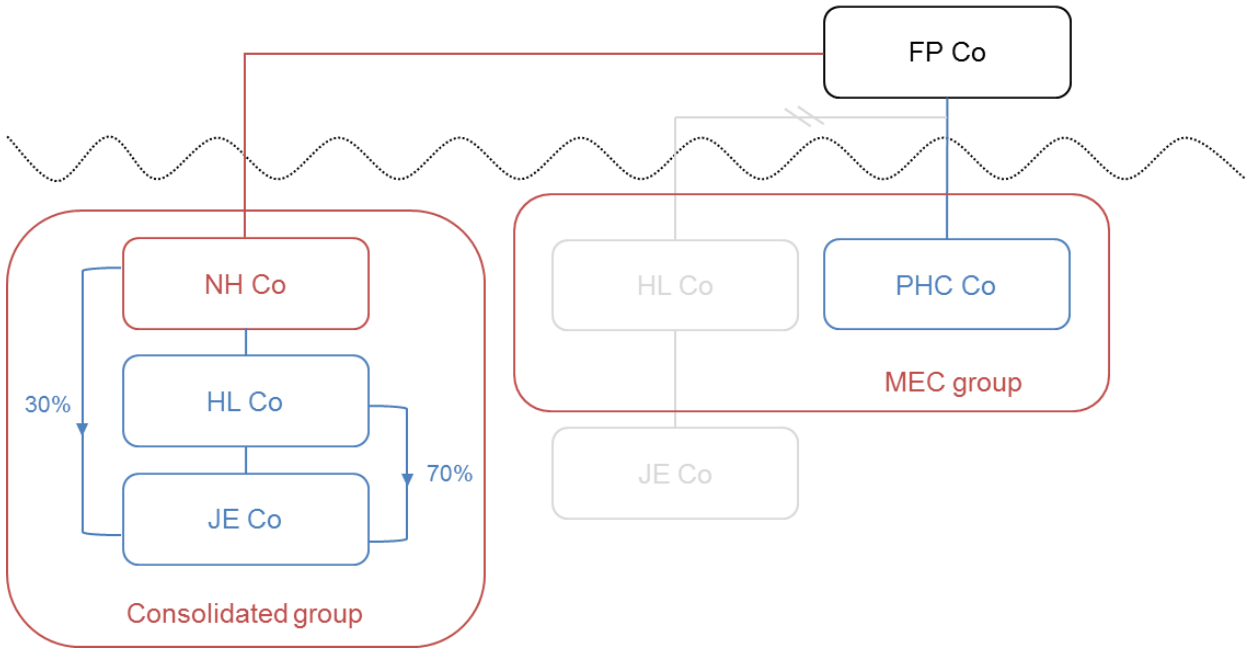 FP Co
NH Co
HL Co
PHC Co
MEC group
30%
HL Co
70%
JE Co
JE Co
Consolidated group